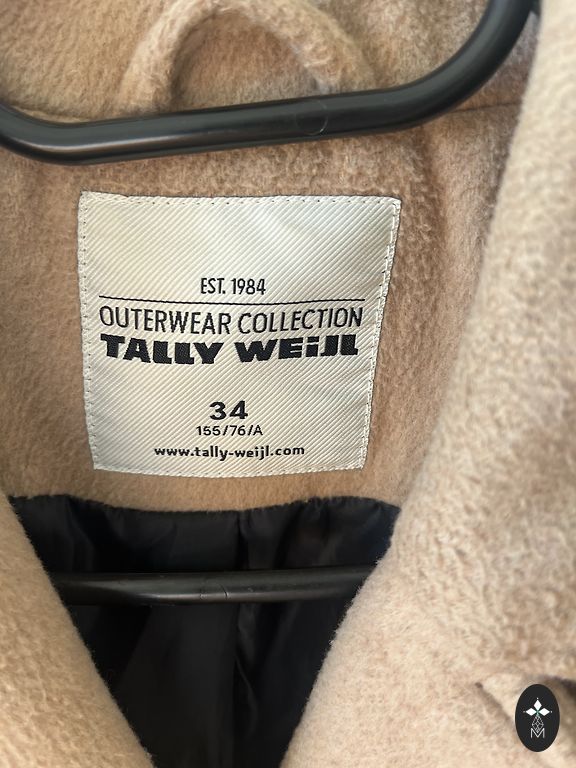 EST. 1984
OUTERWEAR COLLECTION
TALLY WEiJL
34
155/76/A
www.tally-weijl.com
M